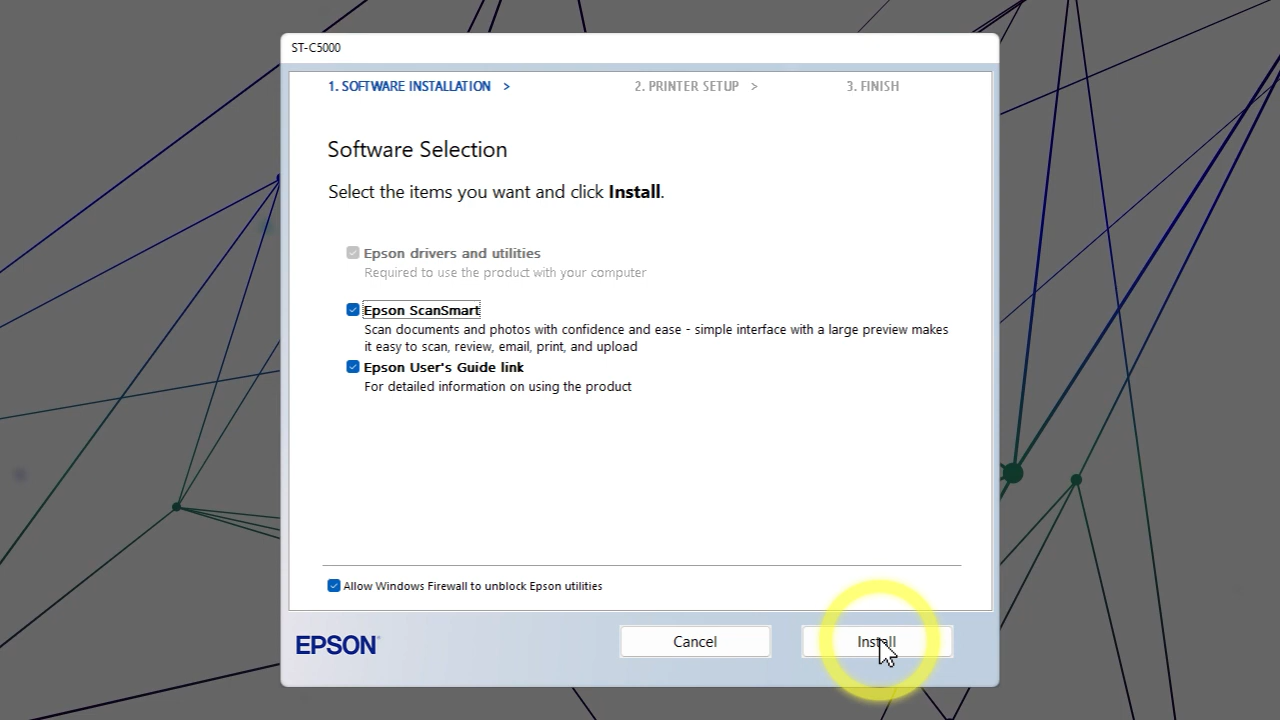 ST-C5000
1. SOFTWARE INSTALLATION > 2. PRINTER SETUP > 3. FINISH
Software Selection
Select the items you want and click Install.
Epson drivers and utilities
Required to use the product with your computer
Epson ScanSmart
Scan documents and photos with confidence and ease - simple interface with a large preview makes
it easy to scan, review, email, print, and upload
Epson User's Guide link
For detailed information on using the product
Allow Windows Firewall to unblock Epson utilities
EPSON Cancel Install